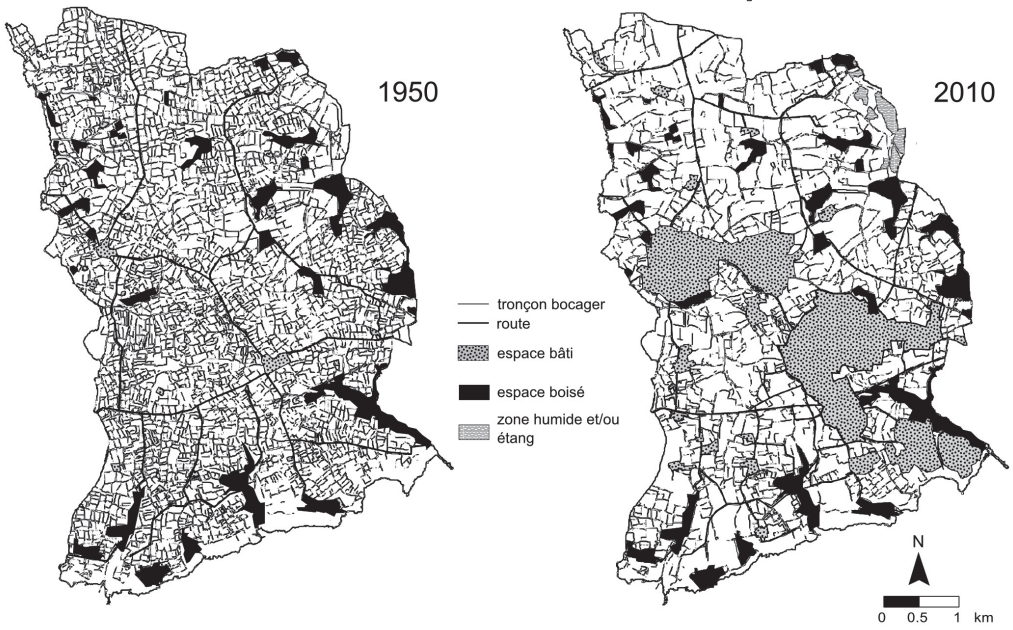 1950
2010
tronçon bocager
route
espace bâti
espace boisé
zone humide et/ou
étang
N
0 0.5 1 km